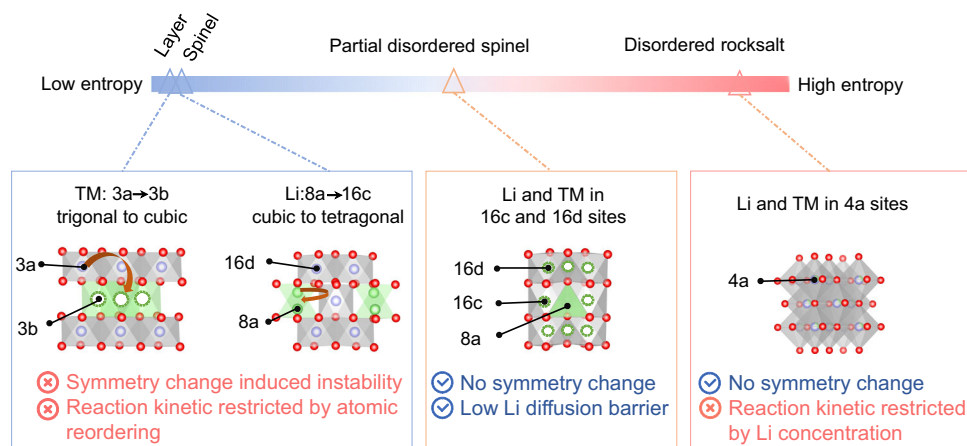 Layer
Spinel
Partial disordered spinel
Disordered rocksalt
Low entropy
High entropy
TM: 3a→3b
trigonal to cubic
Li:8a→16c
cubic to tetragonal
3a
3b
16d
8a
Symmetry change induced instability
Reaction kinetic restricted by atomic
reordering
Li and TM in
16c and 16d sites
16d
16c
8a
No symmetry change
Low Li diffusion barrier
Li and TM in 4a sites
4a
No symmetry change
Reaction kinetic restricted
by Li concentration